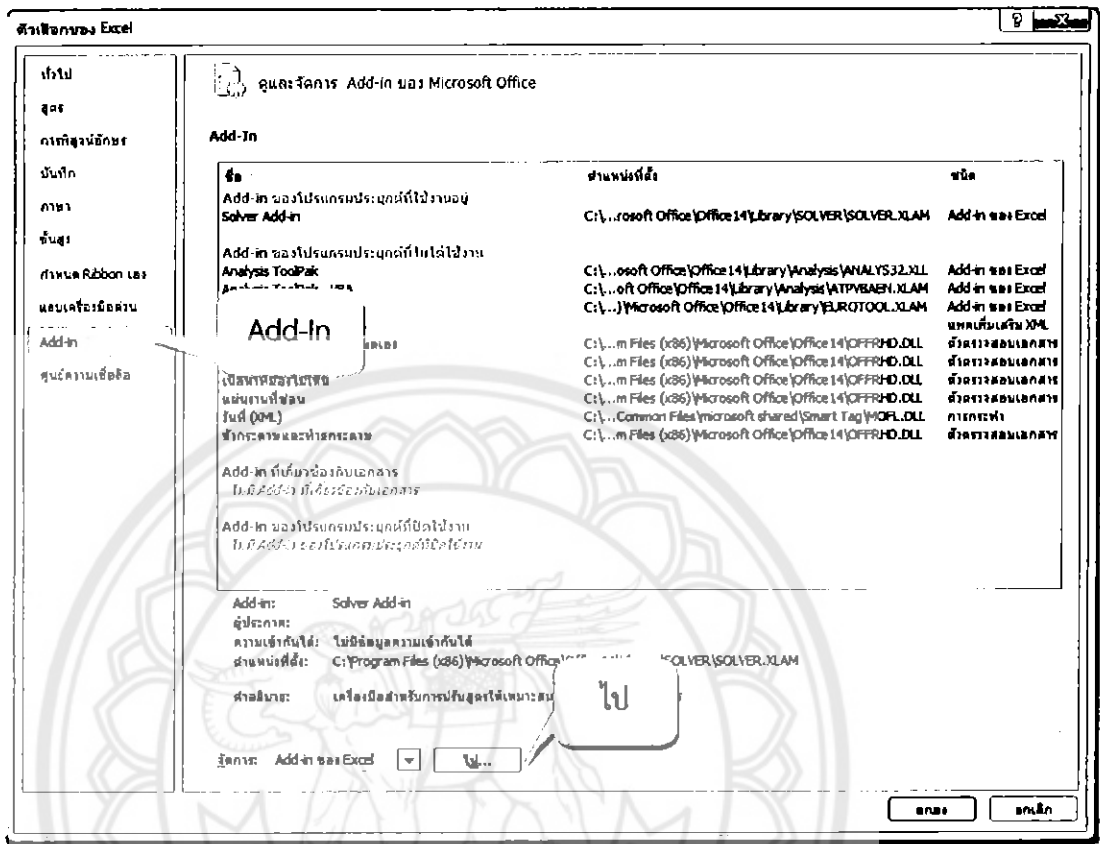 ตัวเลือกของ Excel
ทั่วไป
สูตร
การพิสูจน์อักษร
บันทึก
ภาษา
ขั้นสูง
กำหนด Ribbon เอง
แถบเครื่องมือด่วน
Add-In
ศูนย์ความเชื่อถือ
ดูและจัดการ Add-in ของ Microsoft Office
Add-In
ชื่อ ตำแหน่งที่ตั้ง ชนิด
Add-in ของโปรแกรมประยุกต์ที่ใช้งานอยู่
Solver Add-in C:\...rosoft Office\Office14\Library\SOLVER\SOLVER.XLAM Add-in ของ Excel
Add-in ของโปรแกรมประยุกต์ที่ไม่ได้ใช้งาน
Analysis ToolPak C:\...osoft Office\Office14\Library\Analysis\ANALYS32.XLL Add-in ของ Excel
Analysis ToolPak - VBA C:\...oft Office\Office14\Library\Analysis\ATPVBAEN.XLAM Add-in ของ Excel
C:\...)\Microsoft Office\Office14\Library\EUROTOOL.XLAM Add-in ของ Excel
แพคเพิ่มเติม XML
C:\...m Files (x86)\Microsoft Office\Office14\OFFRHD.DLL ตัวตรวจสอบเอกสาร
C:\...m Files (x86)\Microsoft Office\Office14\OFFRHD.DLL ตัวตรวจสอบเอกสาร
เนื้อหาที่มองไม่เห็น C:\...m Files (x86)\Microsoft Office\Office14\OFFRHD.DLL ตัวตรวจสอบเอกสาร
แผ่นงานที่ซ่อน C:\...m Files (x86)\Microsoft Office\Office14\OFFRHD.DLL ตัวตรวจสอบเอกสาร
วันที่ (XML) C:\...Common Files\microsoft shared\Smart Tag\MOFL.DLL การกระทำ
หัวกระดาษและท้ายกระดาษ C:\...m Files (x86)\Microsoft Office\Office14\OFFRHD.DLL ตัวตรวจสอบเอกสาร
Add-In
Add-in ที่เกี่ยวข้องกับเอกสาร
ไม่มี Add-in ที่เกี่ยวข้องกับเอกสาร
Add-in ของโปรแกรมประยุกต์ที่ปิดใช้งาน
ไม่มี Add-in ของโปรแกรมประยุกต์ที่ปิดใช้งาน
Add-in: Solver Add-in
ผู้ประกาศ:
ความเข้ากันได้: ไม่มีข้อมูลความเข้ากันได้
ตำแหน่งที่ตั้ง: C:\Program Files (x86)\Microsoft Office\ SOLVER\SOLVER.XLAM
คำอธิบาย: เครื่องมือสำหรับการปรับสูตรให้เหมาะสม
ไป
จัดการ: Add-in ของ Excel ไป...
ตกลง ยกเลิก